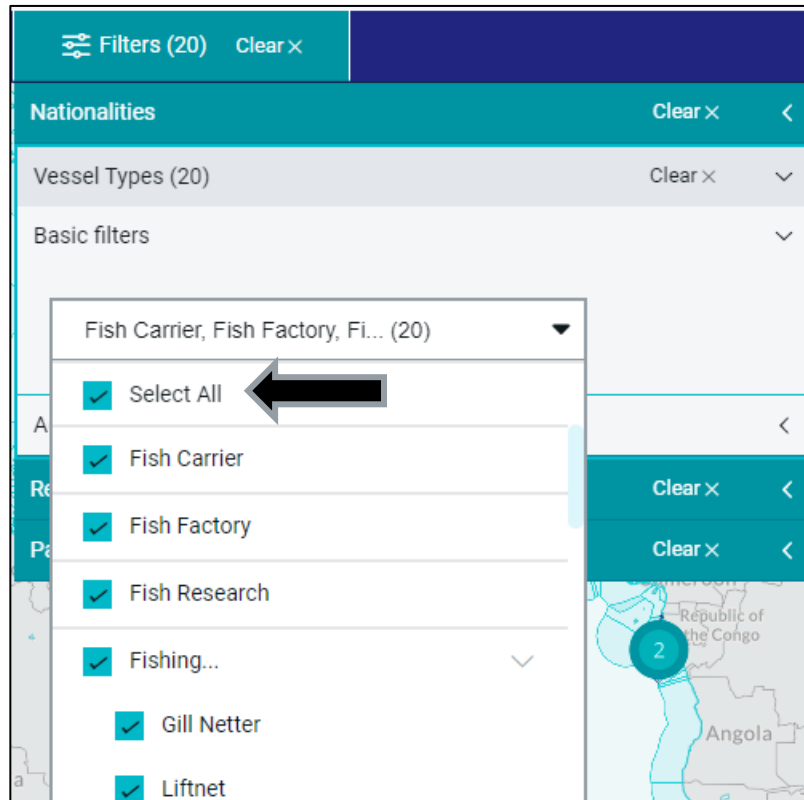 Filters (20) Clear ×
Nationalities Clear ×
Vessel Types (20) Clear ×
Basic filters
Fish Carrier, Fish Factory, Fi... (20)
Select All
A
Fish Carrier
Re Clear ×
Fish Factory
Pa Clear ×
Fish Research
Republic of
the Congo
Fishing...
2
Gill Netter
Angola
Liftnet
a